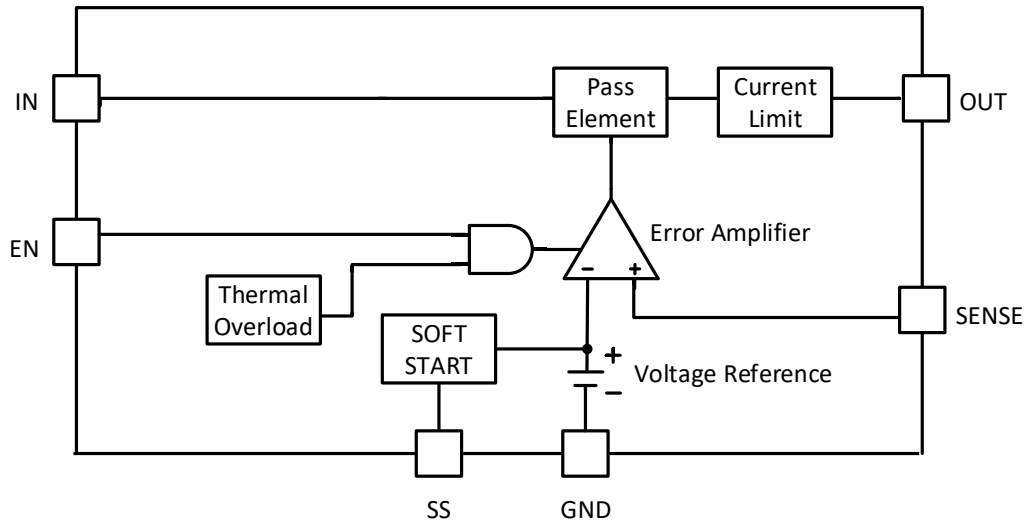 IN
Pass
Element
Current
Limit
OUT
EN
Error Amplifier
- +
Thermal
Overload
SENSE
SOFT
START
+
Voltage Reference
−
SS
GND